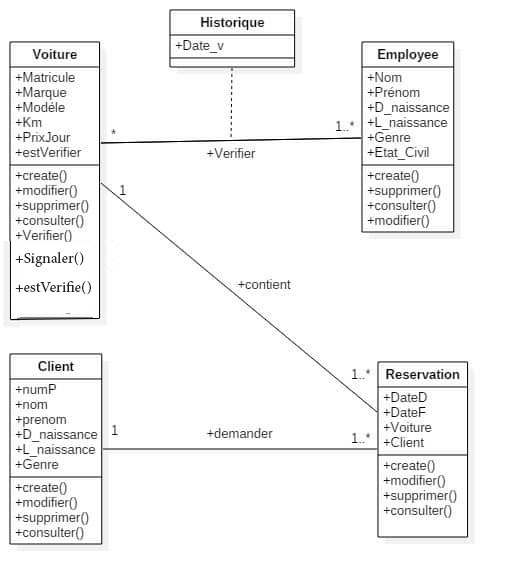 Historique
+Date_v
Voiture
+Matricule
+Marque
+Modéle
+Km
+PrixJour
+estVerifier
+create()
+modifier()
+supprimer()
+consulter()
+Verifier()
+Signaler()
+estVerifie()
Employee
+Nom
+Prénom
+D_naissance
+L_naissance
+Genre
+Etat_Civil
+create()
+supprimer()
+consulter()
+modifier()
*
1..*
+Verifier
1
+contient
1..*
Client
+numP
+nom
+prenom
+D_naissance
+L_naissance
+Genre
+create()
+modifier()
+supprimer()
+consulter()
1
+demander
1..*
Reservation
+DateD
+DateF
+Voiture
+Client
+create()
+modifier()
+supprimer()
+consulter()